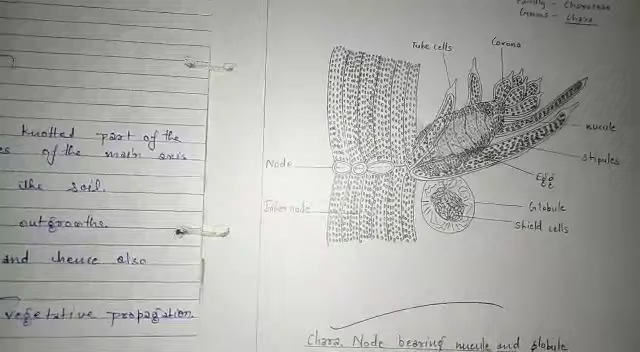 knotted part of the
of the main axis
the soil.
outgrowths.
and hence also
vegetative propagation.
Family - Characeae
Genus - Chara
Tube cells
Corona
nucule
stipules
Node
Egg
Globule
Internode
Shield cells
Chara Node bearing nucule and globule